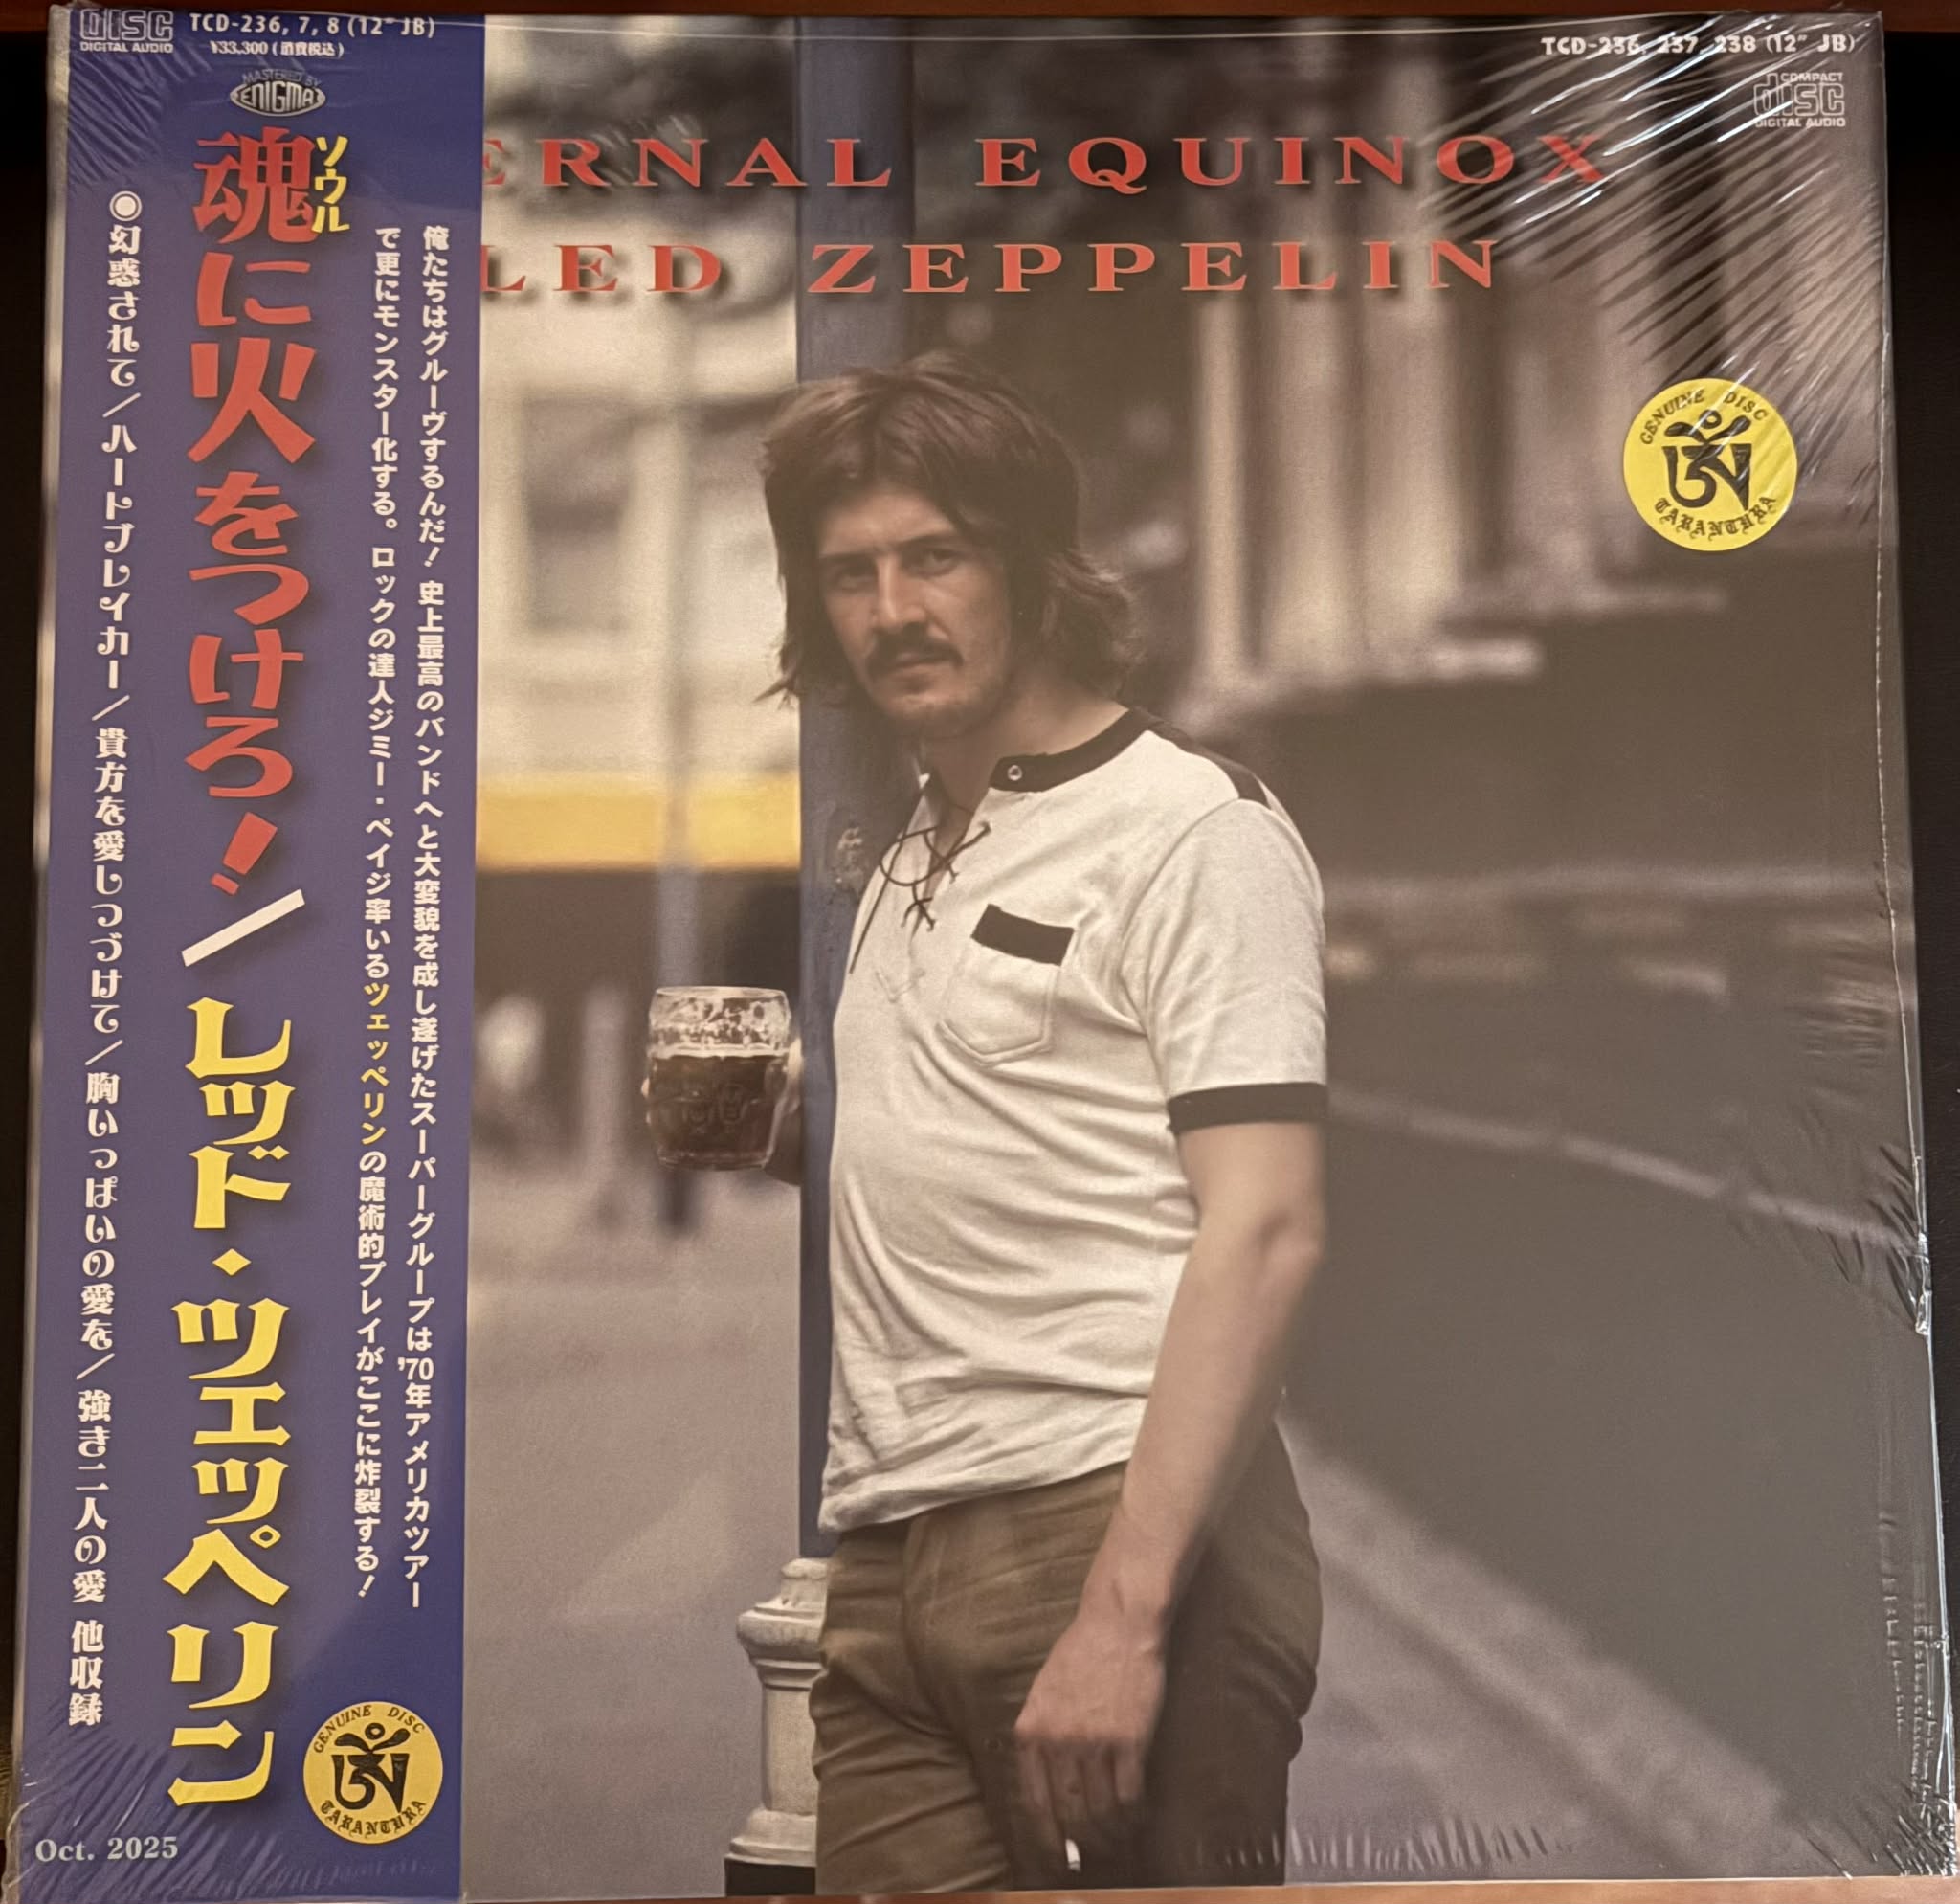 DISC
DIGITAL AUDIO
TCD-236, 7, 8 (12" JB)
¥33,300 (消費税込)
MASTERED BY
ENIGMA
俺たちはグルーヴするんだ! 史上最高のバンドへと大変貌を成し遂げたスーパーグループは'70年アメリカツアー
で更にモンスター化する。ロックの達人ジミー・ペイジ率いるツェッペリンの魔術的プレイがここに炸裂する!
ソウル
魂に火をつけろ!/レッド・ツェッペリン
◉幻惑されて/ハートブレイカー/貴方を愛しつづけて/胸いっぱいの愛を/強き二人の愛 他収録
GENUINE DISC
TARANTURA
Oct. 2025
TCD-236, 237, 238 (12" JB)
COMPACT
DISC
DIGITAL AUDIO
ERNAL EQUINOX
LED ZEPPELIN
GENUINE DISC
TARANTURA